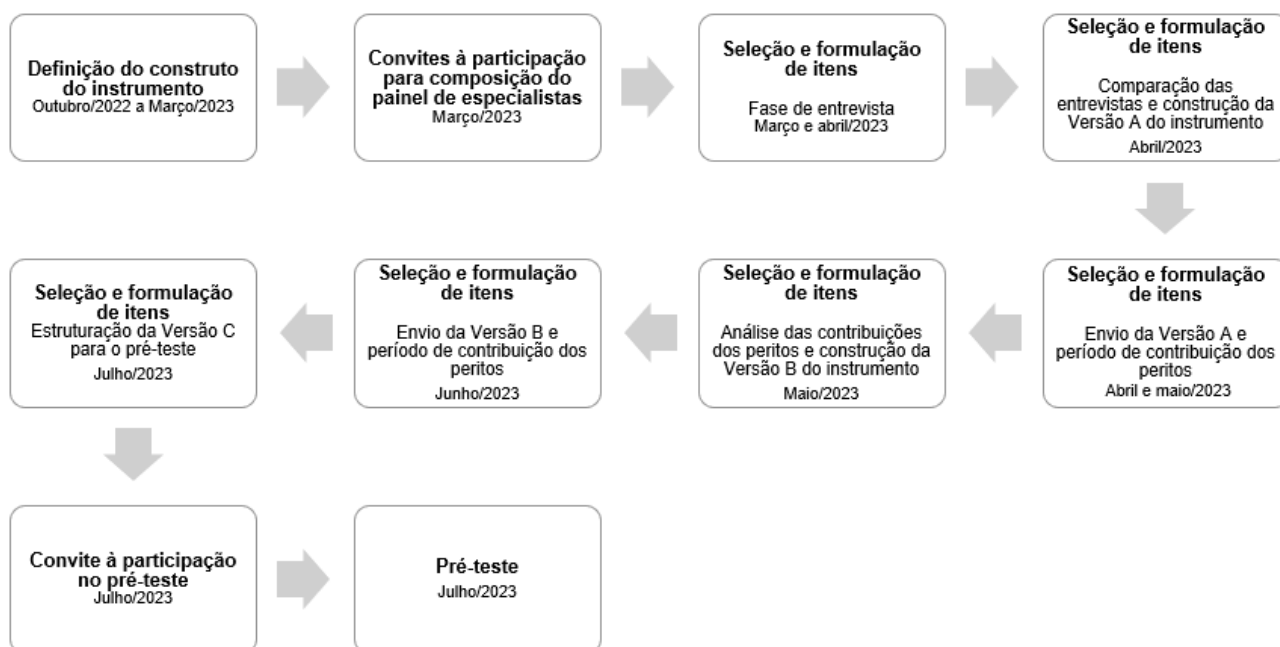 Definição do construto
do instrumento
Outubro/2022 a Março/2023
Convites à participação
para composição do
painel de especialistas
Março/2023
Seleção e formulação
de itens
Fase de entrevista
Março e abril/2023
Seleção e formulação
de itens
Comparação das
entrevistas e construção da
Versão A do instrumento
Abril/2023
Seleção e formulação
de itens
Envio da Versão A e
período de contribuição dos
peritos
Abril e maio/2023
Seleção e formulação
de itens
Análise das contribuições
dos peritos e construção da
Versão B do instrumento
Maio/2023
Seleção e formulação
de itens
Envio da Versão B e
período de contribuição dos
peritos
Junho/2023
Seleção e formulação
de itens
Estruturação da Versão C
para o pré-teste
Julho/2023
Convite à participação
no pré-teste
Julho/2023
Pré-teste
Julho/2023